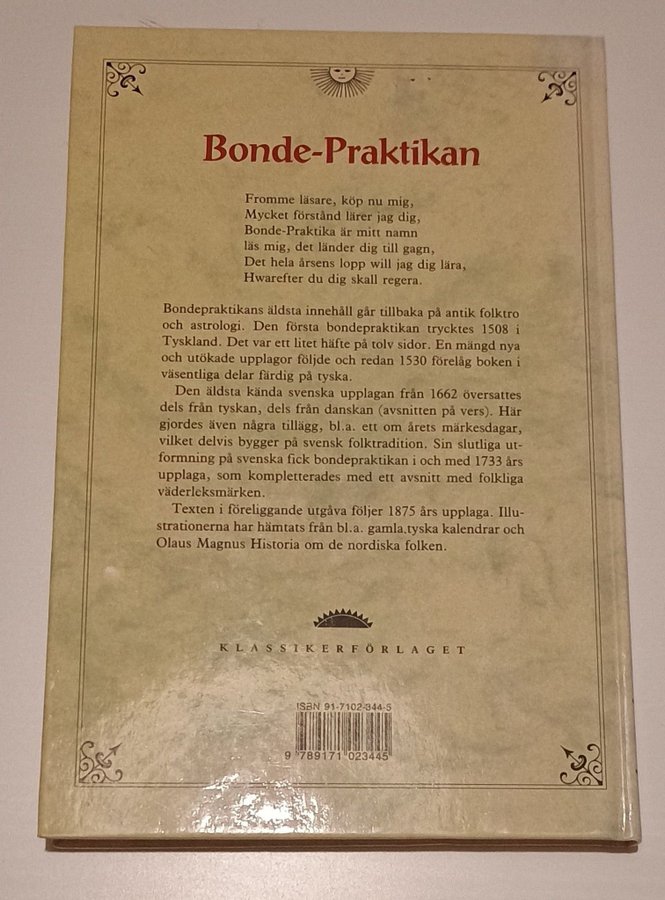 Bonde-Praktikan
Fromme läsare, köp nu mig,
Mycket förstånd lärer jag dig,
Bonde-Praktika är mitt namn
läs mig, det länder dig till gagn,
Det hela årsens lopp will jag dig lära,
Hwarefter du dig skall regera.
Bondepraktikans äldsta innehåll går tillbaka på antik folktro
och astrologi. Den första bondepraktikan trycktes 1508 i
Tyskland. Det var ett litet häfte på tolv sidor. En mängd nya
och utökade upplagor följde och redan 1530 förelåg boken i
väsentliga delar färdig på tyska.
Den äldsta kända svenska upplagan från 1662 översattes
dels från tyskan, dels från danskan (avsnitten på vers). Här
gjordes även några tillägg, bl.a. ett om årets märkesdagar,
vilket delvis bygger på svensk folktradition. Sin slutliga ut-
formning på svenska fick bondepraktikan i och med 1733 års
upplaga, som kompletterades med ett avsnitt med folkliga
väderleksmärken.
Texten i föreliggande utgåva följer 1875 års upplaga. Illu-
strationerna har hämtats från bl.a. gamla tyska kalendrar och
Olaus Magnus Historia om de nordiska folken.
KLASSIKERFÖRLAGET
ISBN 91-7102-344-5
9 789171 023445